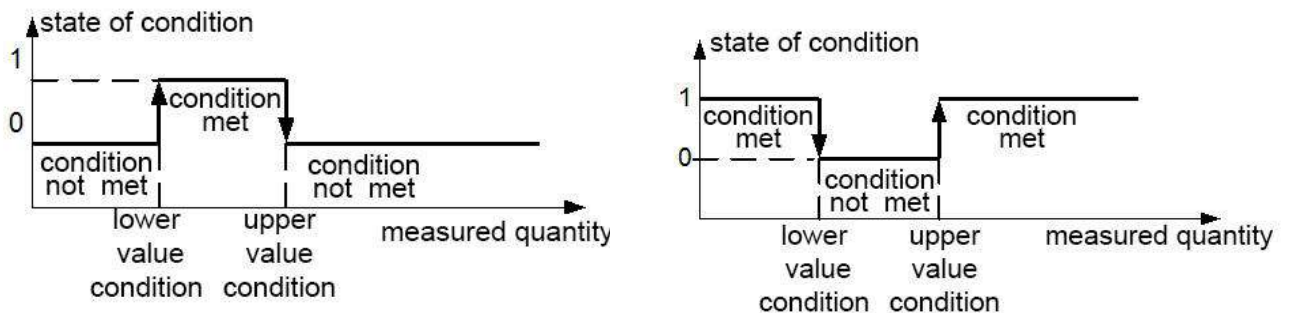 state of condition
1
condition
met
0
condition
not met
condition
not met
lower
value
condition
upper
value
condition
measured quantity
state of condition
1
condition
met
condition
met
0
condition
not met
lower
value
condition
upper
value
condition
measured quantity